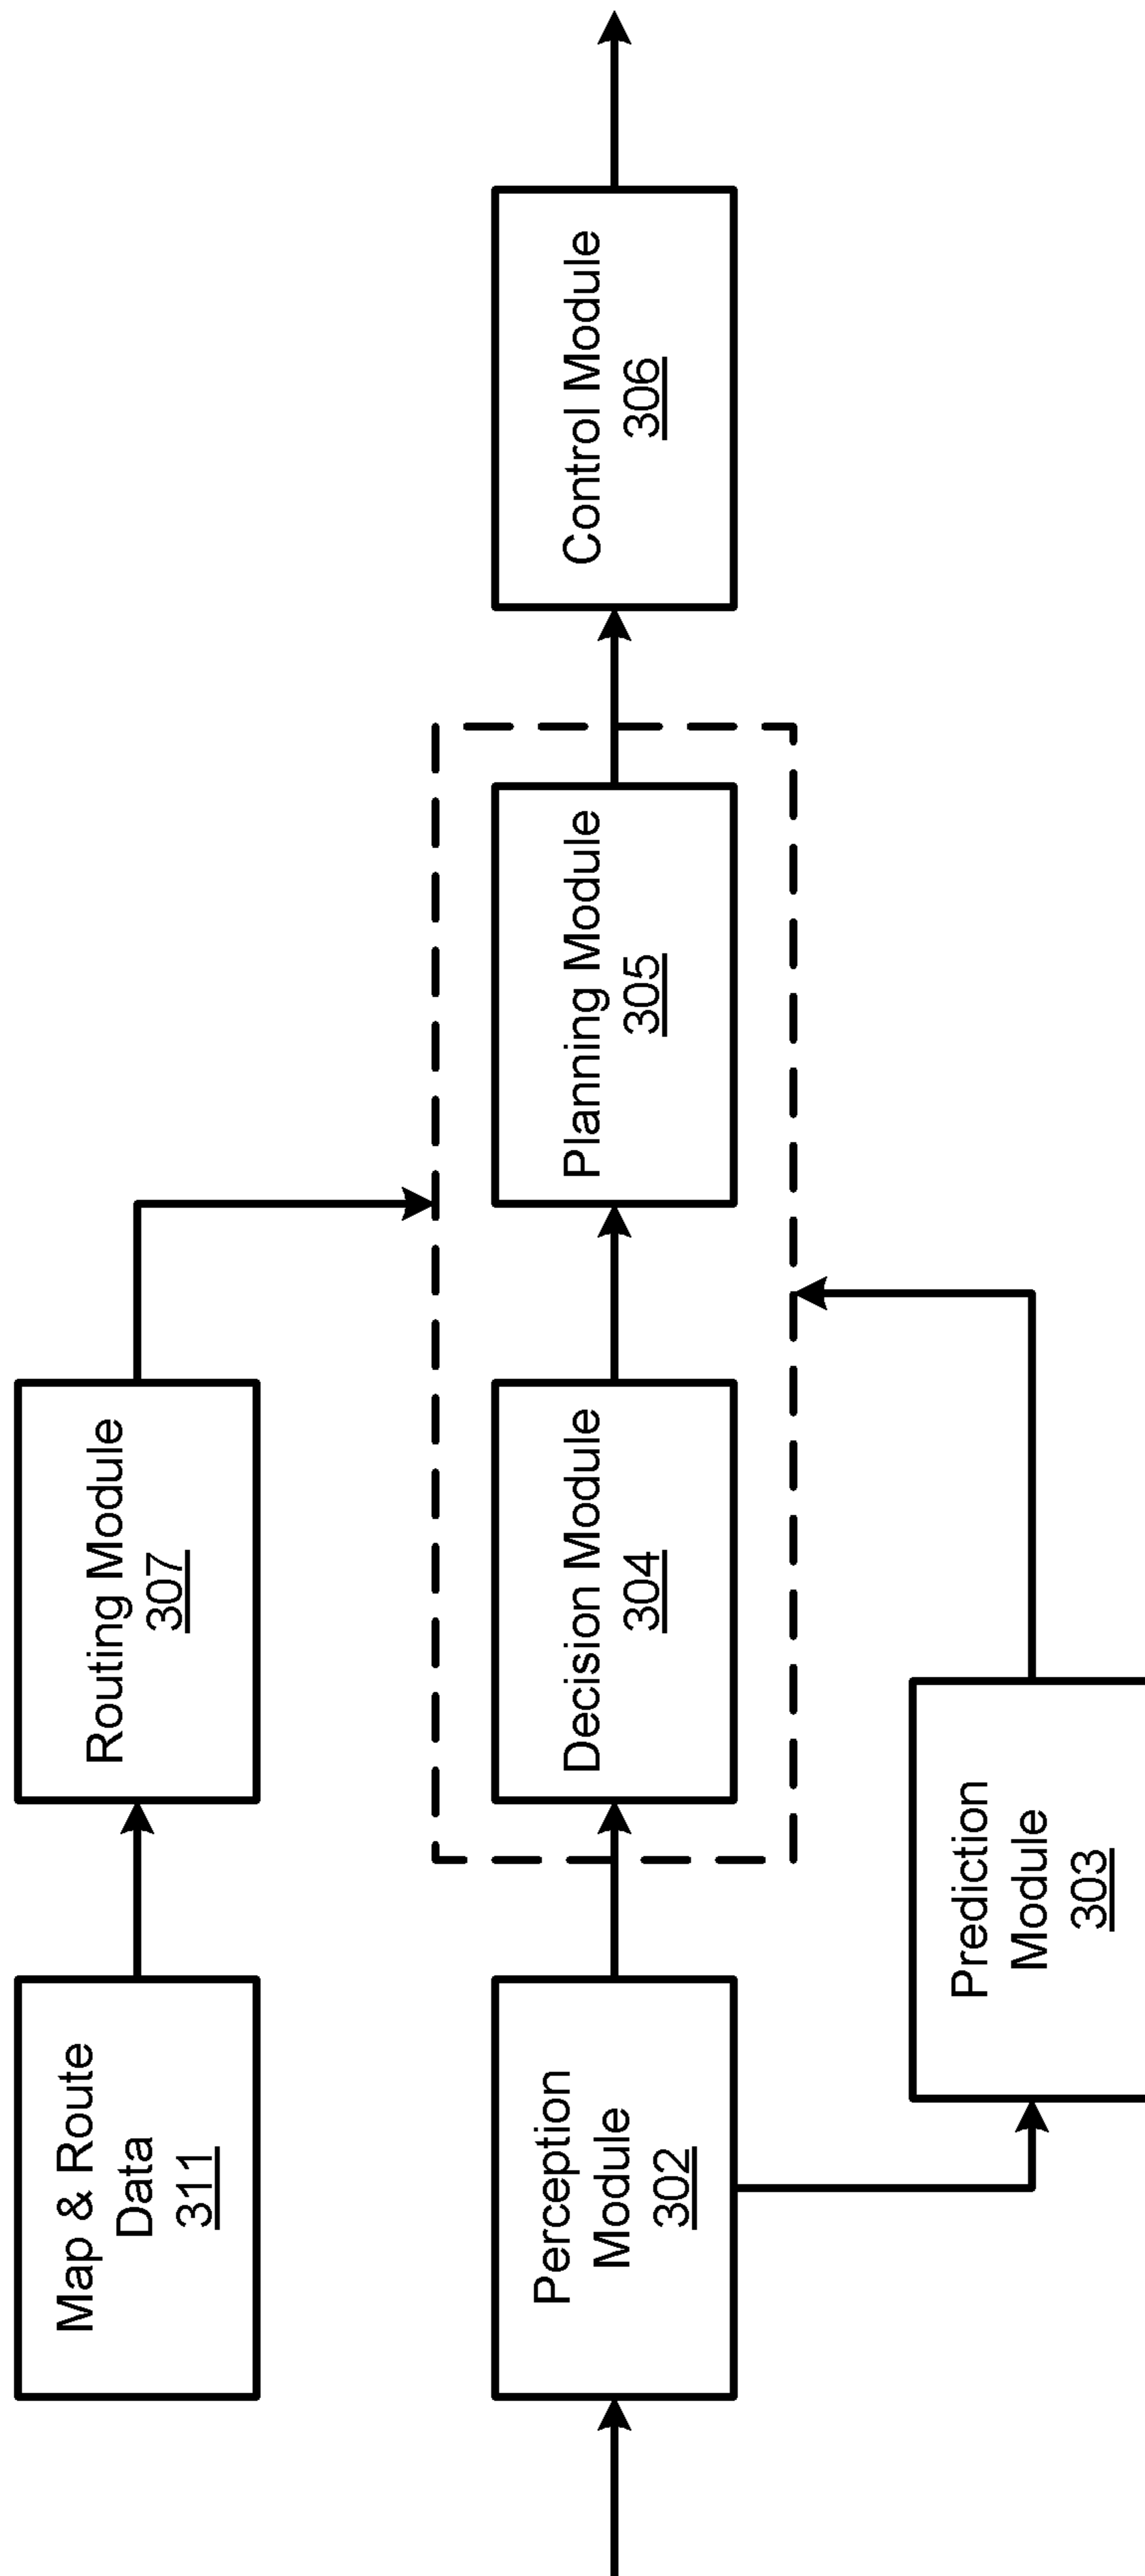 Map & Route
Data
311
Routing Module
307
Perception
Module
302
Decision Module
304
Planning Module
305
Control Module
306
Prediction
Module
303